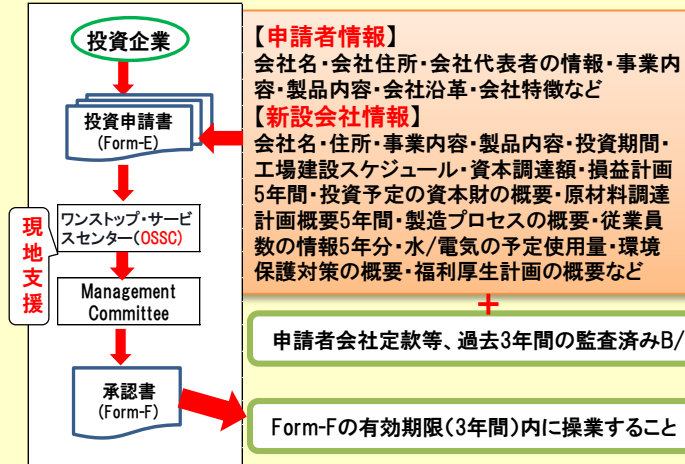 投資企業
投資申請書
(Form-E)
現地支援
ワンストップ・サービ
スセンター(OSSC)
Management
Committee
承認書
(Form-F)
【申請者情報】
会社名・会社住所・会社代表者の情報・事業内
容・製品内容・会社沿革・会社特徴など
【新設会社情報】
会社名・住所・事業内容・製品内容・投資期間・
工場建設スケジュール・資本調達額・損益計画
5年間・投資予定の資本財の概要・原材料調達
計画概要5年間・製造プロセスの概要・従業員
数の情報5年分・水/電気の予定使用量・環境
保護対策の概要・福利厚生計画の概要など
+
申請者会社定款等、過去3年間の監査済みB/
Form-Fの有効期限(3年間)内に操業すること